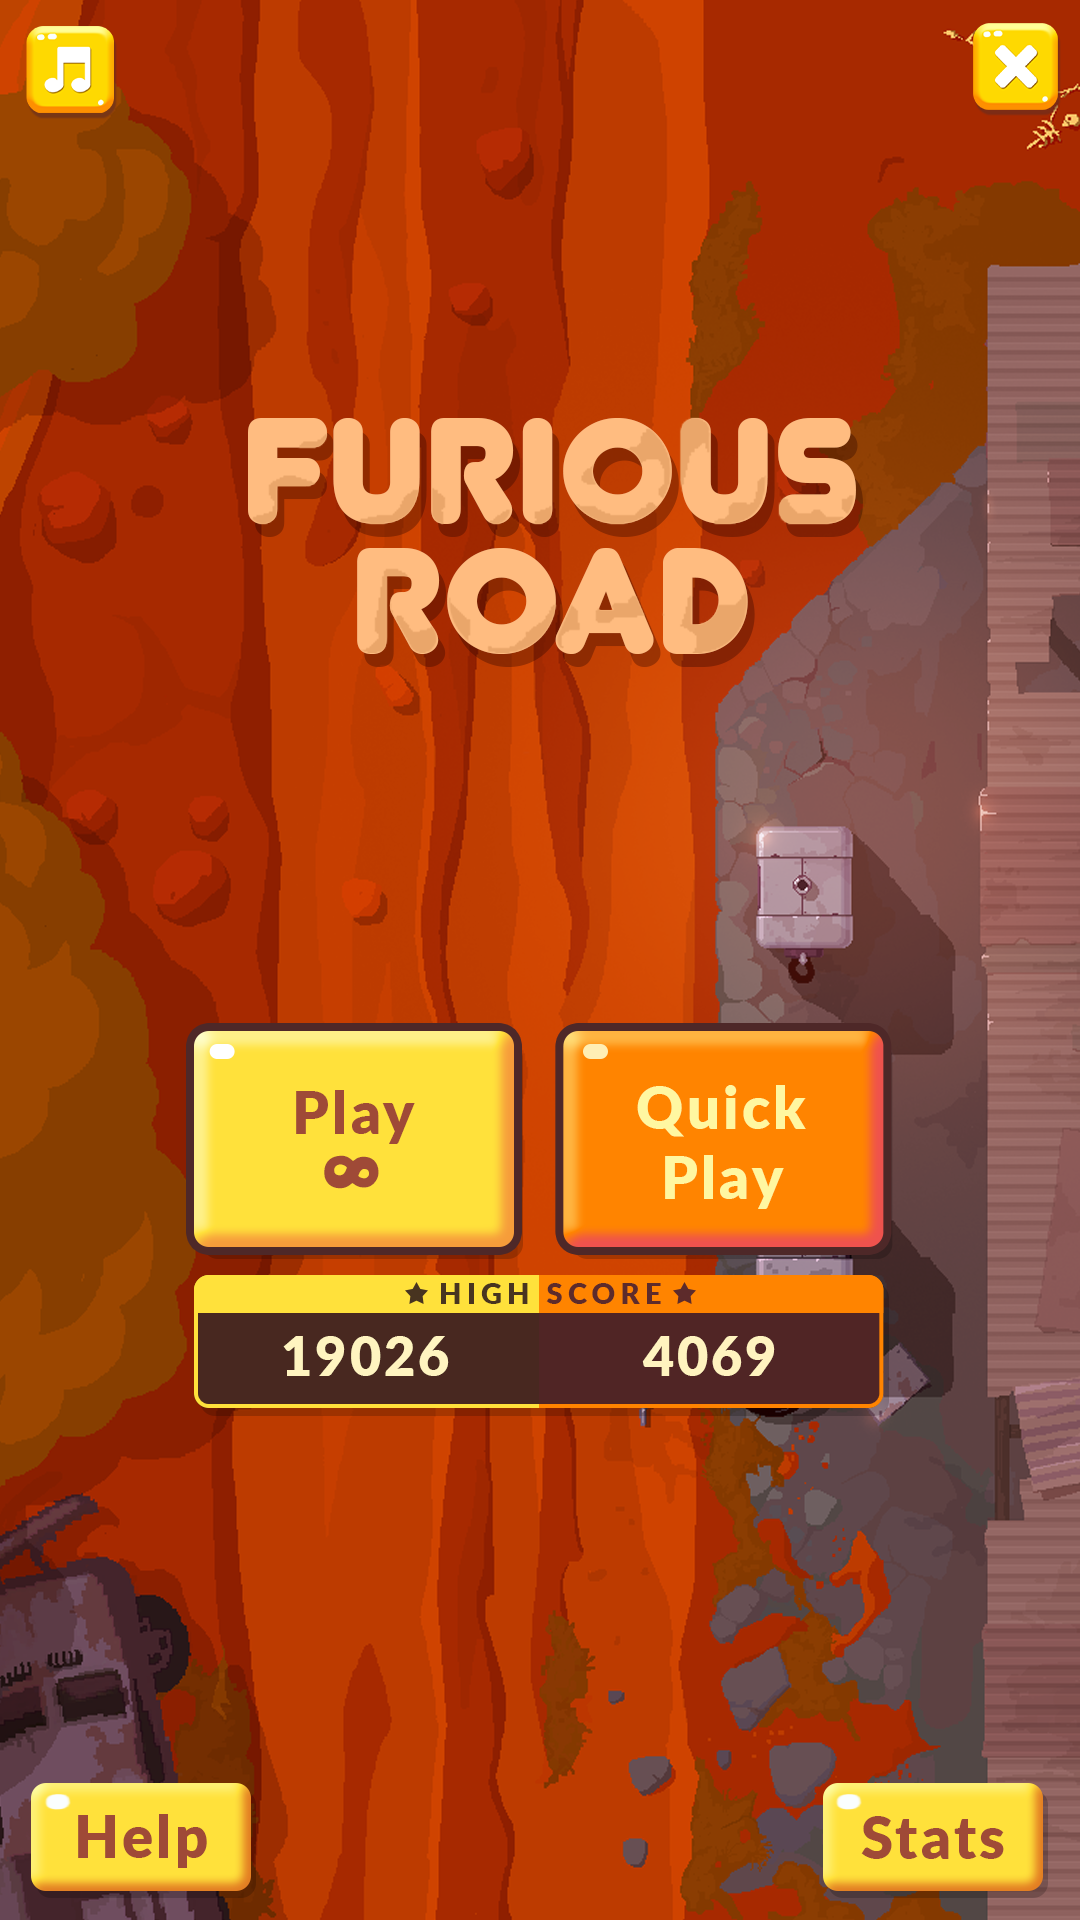 FURIOUS
ROAD
Play
∞
Quick
Play
★ HIGH SCORE ★
19026
4069
Help
Stats